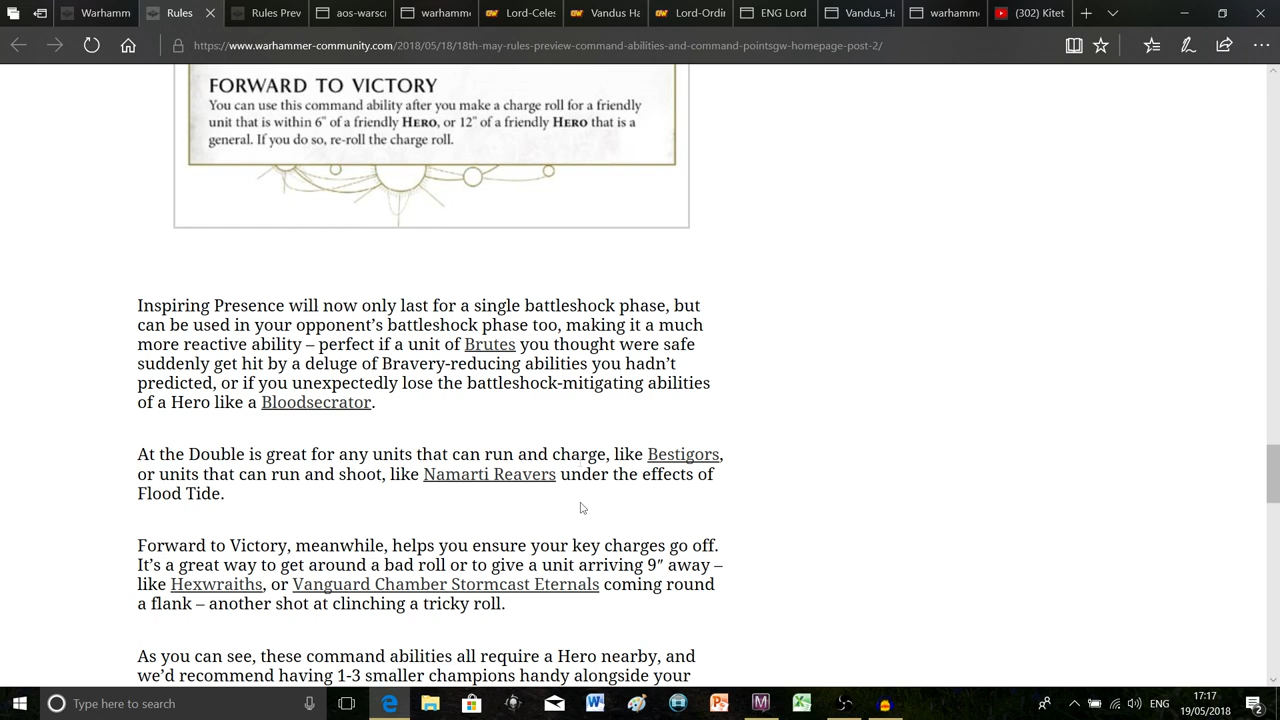 Warhamm
Rules
Rules Prev
aos-warscr
warhamme
Lord-Celes
Vandus Ha
Lord-Ordin
ENG Lord
Vandus_Ha
warhamme
(302) Kitet
https://www.warhammer-community.com/2018/05/18/18th-may-rules-preview-command-abilities-and-command-pointsgw-homepage-post-2/
FORWARD TO VICTORY
You can use this command ability after you make a charge roll for a friendly
unit that is within 6" of a friendly HERO, or 12" of a friendly HERO that is a
general. If you do so, re-roll the charge roll.
Inspiring Presence will now only last for a single battleshock phase, but
can be used in your opponent’s battleshock phase too, making it a much
more reactive ability – perfect if a unit of Brutes you thought were safe
suddenly get hit by a deluge of Bravery-reducing abilities you hadn’t
predicted, or if you unexpectedly lose the battleshock-mitigating abilities
of a Hero like a Bloodsecrator.
At the Double is great for any units that can run and charge, like Bestigors,
or units that can run and shoot, like Namarti Reavers under the effects of
Flood Tide.
Forward to Victory, meanwhile, helps you ensure your key charges go off.
It’s a great way to get around a bad roll or to give a unit arriving 9″ away –
like Hexwraiths, or Vanguard Chamber Stormcast Eternals coming round
a flank – another shot at clinching a tricky roll.
As you can see, these command abilities all require a Hero nearby, and
we’d recommend having 1-3 smaller champions handy alongside your
Type here to search
ENG
17:17
19/05/2018
2